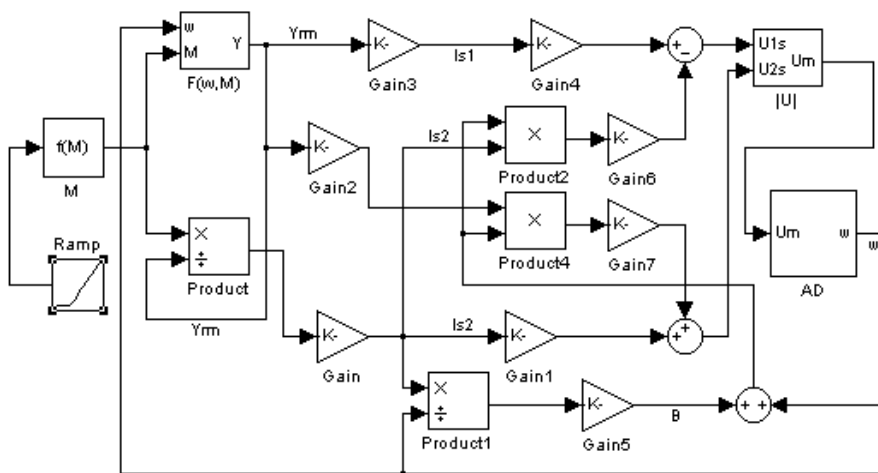 w
M
Y
F(w,M)
Yrm
K-
Gain3
Is1
K-
Gain4
+
−
U1s
U2s
Um
|U|
f(M)
M
K-
Gain2
Is2
×
Product2
K-
Gain6
×
Product4
K-
Gain7
Um
w
AD
w
Ramp
×
÷
Product
Yrm
K-
Gain
Is2
K-
Gain1
+
+
×
÷
Product1
K-
Gain5
B
+ +